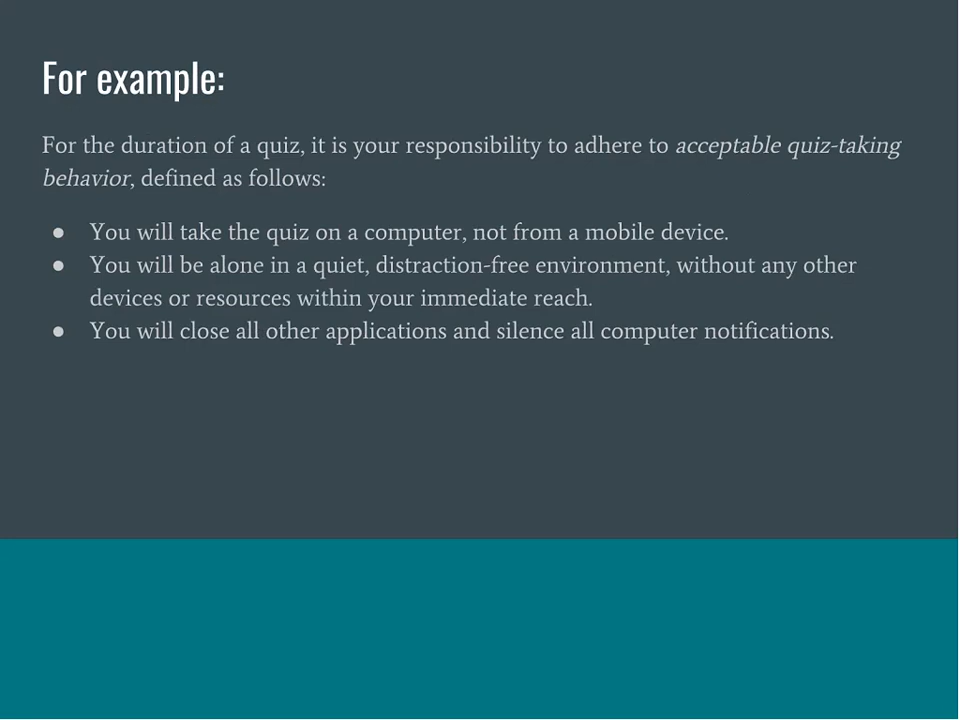 For example:
For the duration of a quiz, it is your responsibility to adhere to acceptable quiz-taking
behavior, defined as follows:
● You will take the quiz on a computer, not from a mobile device.
● You will be alone in a quiet, distraction-free environment, without any other
devices or resources within your immediate reach.
● You will close all other applications and silence all computer notifications.